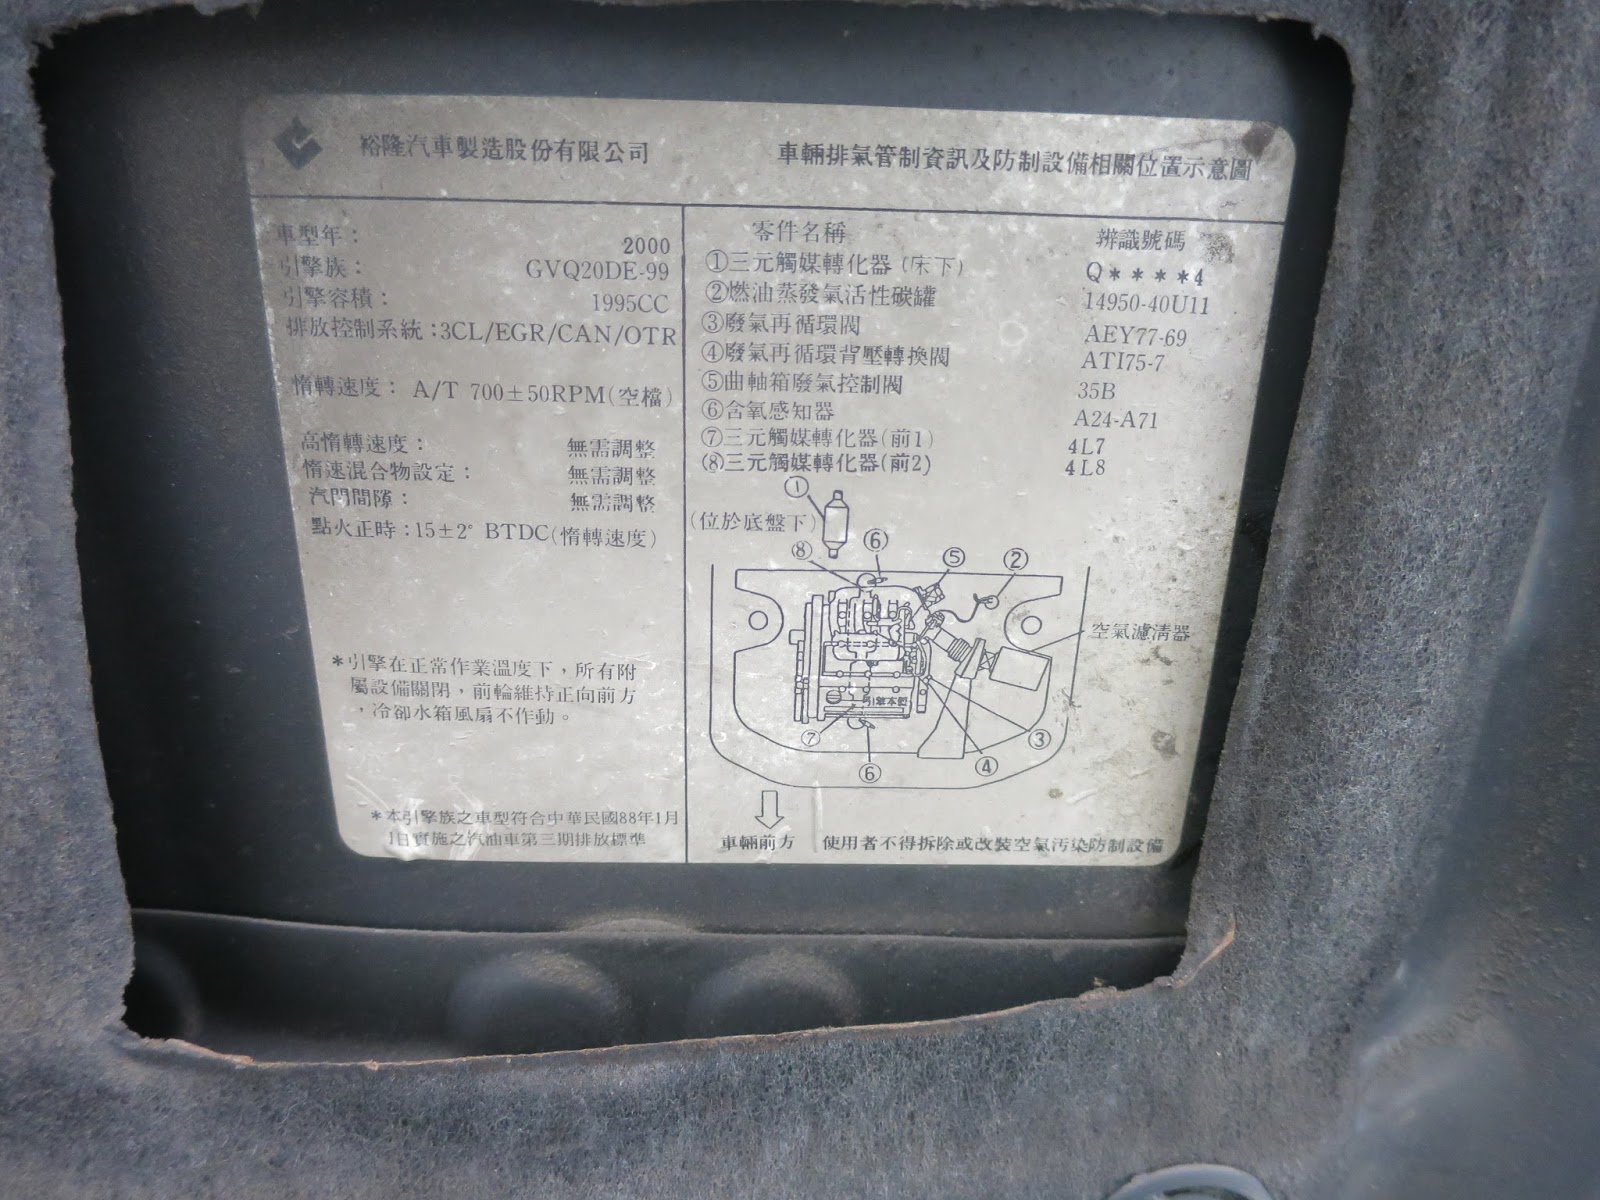 裕隆汽車製造股份有限公司 車輛排氣管制資訊及防制設備相關位置示意圖
車型年： 2000
引擎族： GVQ20DE-99
引擎容積： 1995CC
排放控制系統：3CL/EGR/CAN/OTR
惰轉速度： A/T 700±50RPM(空檔)
高惰轉速度： 無需調整
惰速混合物設定： 無需調整
汽門間隙： 無需調整
點火正時：15±2° BTDC(惰轉速度)
*引擎在正常作業溫度下，所有附
屬設備關閉，前輪維持正向前方
，冷卻水箱風扇不作動。
*本引擎族之車型符合中華民國88年1月
1日實施之汽油車第三期排放標準
零件名稱 辨識號碼
①三元觸媒轉化器(床下) Q****4
②燃油蒸發氣活性碳罐 14950-40U11
③廢氣再循環閥 AEY77-69
④廢氣再循環背壓轉換閥 ATI75-7
⑤曲軸箱廢氣控制閥 35B
⑥含氧感知器 A24-A71
⑦三元觸媒轉化器(前1) 4L7
⑧三元觸媒轉化器(前2) 4L8
①
(位於底盤下)
⑧ ⑥ ⑤ ②
空氣濾清器
引擎本體
⑦ ⑥ ④ ③
車輛前方 使用者不得拆除或改裝空氣污染防制設備